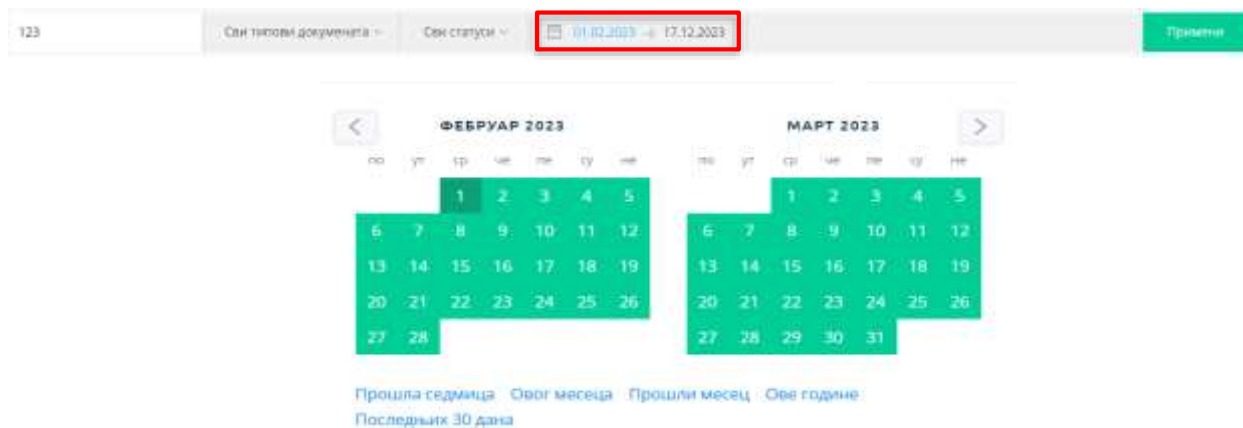 123 Сви типови документа Сви статуси 01.02.2023 17.12.2023 Примени
ФЕБРУАР 2023 МАРТ 2023
по ут ср че пе су не по ут ср че пе су не
1 2 3 4 5 1 2 3 4 5
6 7 8 9 10 11 12 6 7 8 9 10 11 12
13 14 15 16 17 18 19 13 14 15 16 17 18 19
20 21 22 23 24 25 26 20 21 22 23 24 25 26
27 28 27 28 29 30 31
Прошла седмица Овог месеца Прошли месец Ове године
Последњих 30 дана